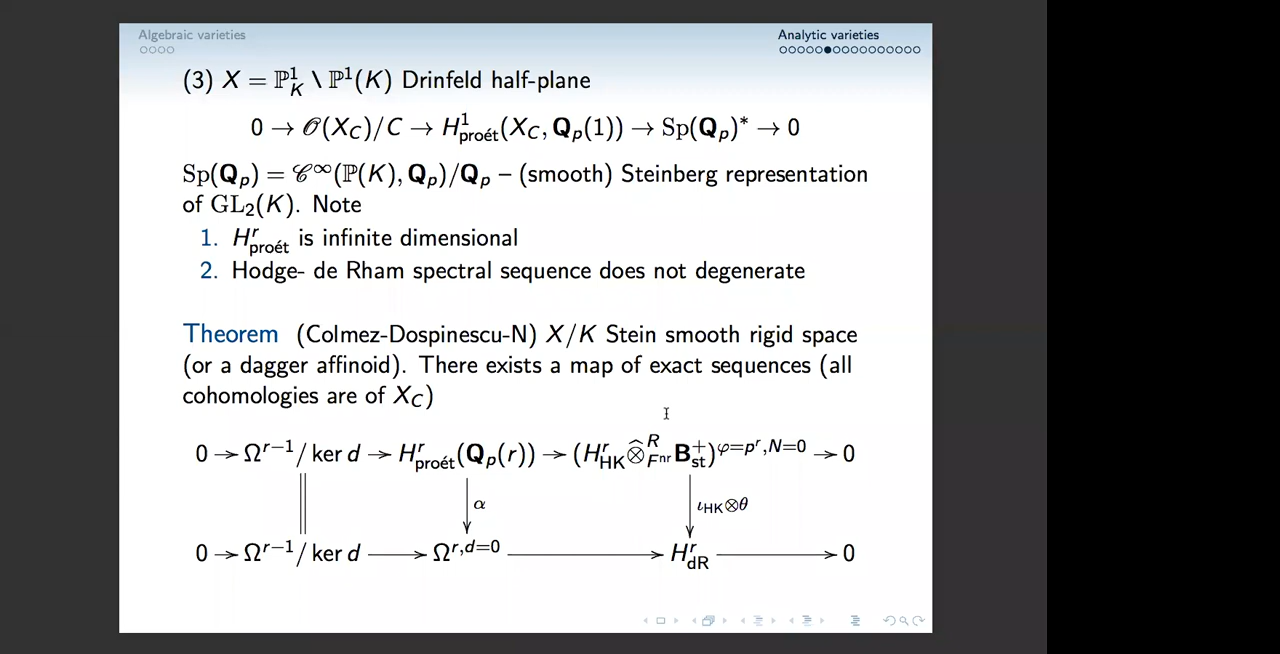 Algebraic varieties
Analytic varieties
(3) X = ℙ¹_K \ ℙ¹(K) Drinfeld half-plane
0 → 𝒪(X_C)/C → H¹_proét(X_C, Q_p(1)) → Sp(Q_p)* → 0
Sp(Q_p) = 𝒞^∞(ℙ(K), Q_p)/Q_p – (smooth) Steinberg representation
of GL₂(K). Note
1. H^r_proét is infinite dimensional
2. Hodge- de Rham spectral sequence does not degenerate
Theorem (Colmez-Dospinescu-N) X/K Stein smooth rigid space
(or a dagger affinoid). There exists a map of exact sequences (all
cohomologies are of X_C)
0 → Ω^{r−1}/ ker d → H^r_proét(Q_p(r)) → (H^r_HK ⊗̂^R_{F^nr} B^+_st)^{φ=p^r,N=0} → 0
α
ι_HK⊗θ
0 → Ω^{r−1}/ ker d → Ω^{r,d=0} → H^r_dR → 0